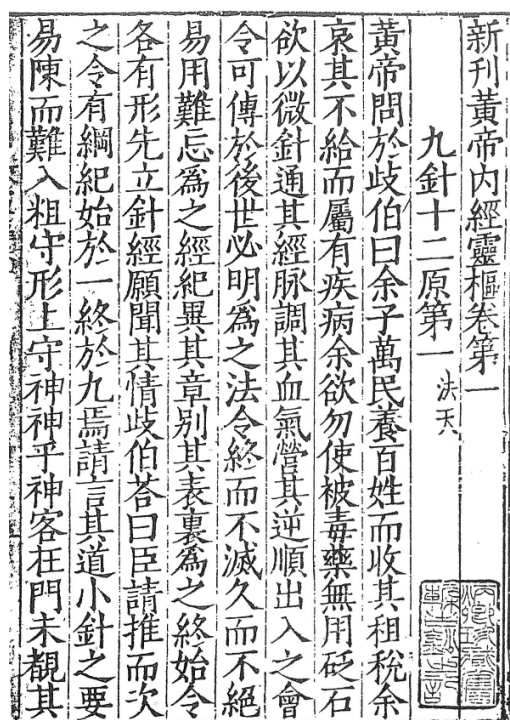 新刊黃帝内經靈樞卷第一
九針十二原第一 法天
黃帝問於歧伯曰余子萬民養百姓而收其租稅余
哀其不給而屬有疾病余欲勿使被毒藥無用砭石
欲以微針通其經脉調其血氣營其逆順出入之會
令可傳於後世必明爲之法令終而不滅久而不絕
易用難忘爲之經紀異其章別其表裏爲之終始令
各有形先立針經願聞其情歧伯荅曰臣請推而次
之令有綱紀始於一終於九焉請言其道小針之要
易陳而難入粗守形上守神神乎神客在門未覩其